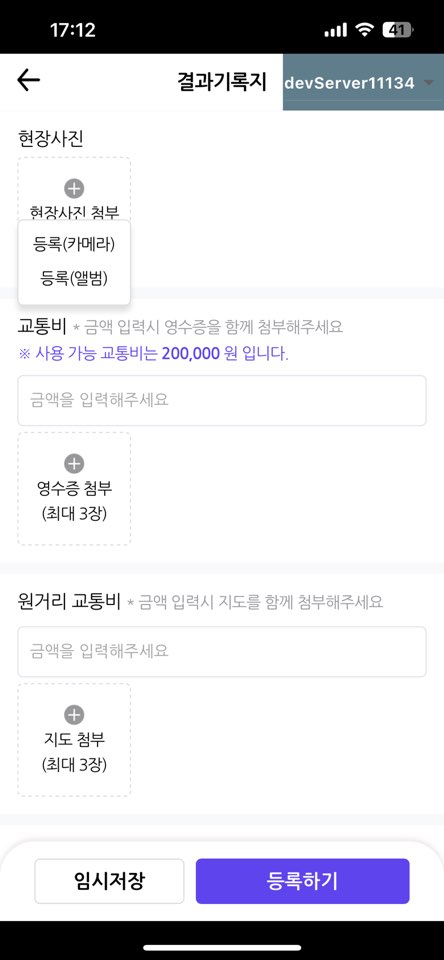 17:12
41
결과기록지
devServer11134
현장사진
현장사진 첨부
등록(카메라)
등록(앨범)
교통비 * 금액 입력시 영수증을 함께 첨부해주세요
※ 사용 가능 교통비는 200,000 원 입니다.
금액을 입력해주세요
영수증 첨부
(최대 3장)
원거리 교통비 * 금액 입력시 지도를 함께 첨부해주세요
금액을 입력해주세요
지도 첨부
(최대 3장)
임시저장
등록하기